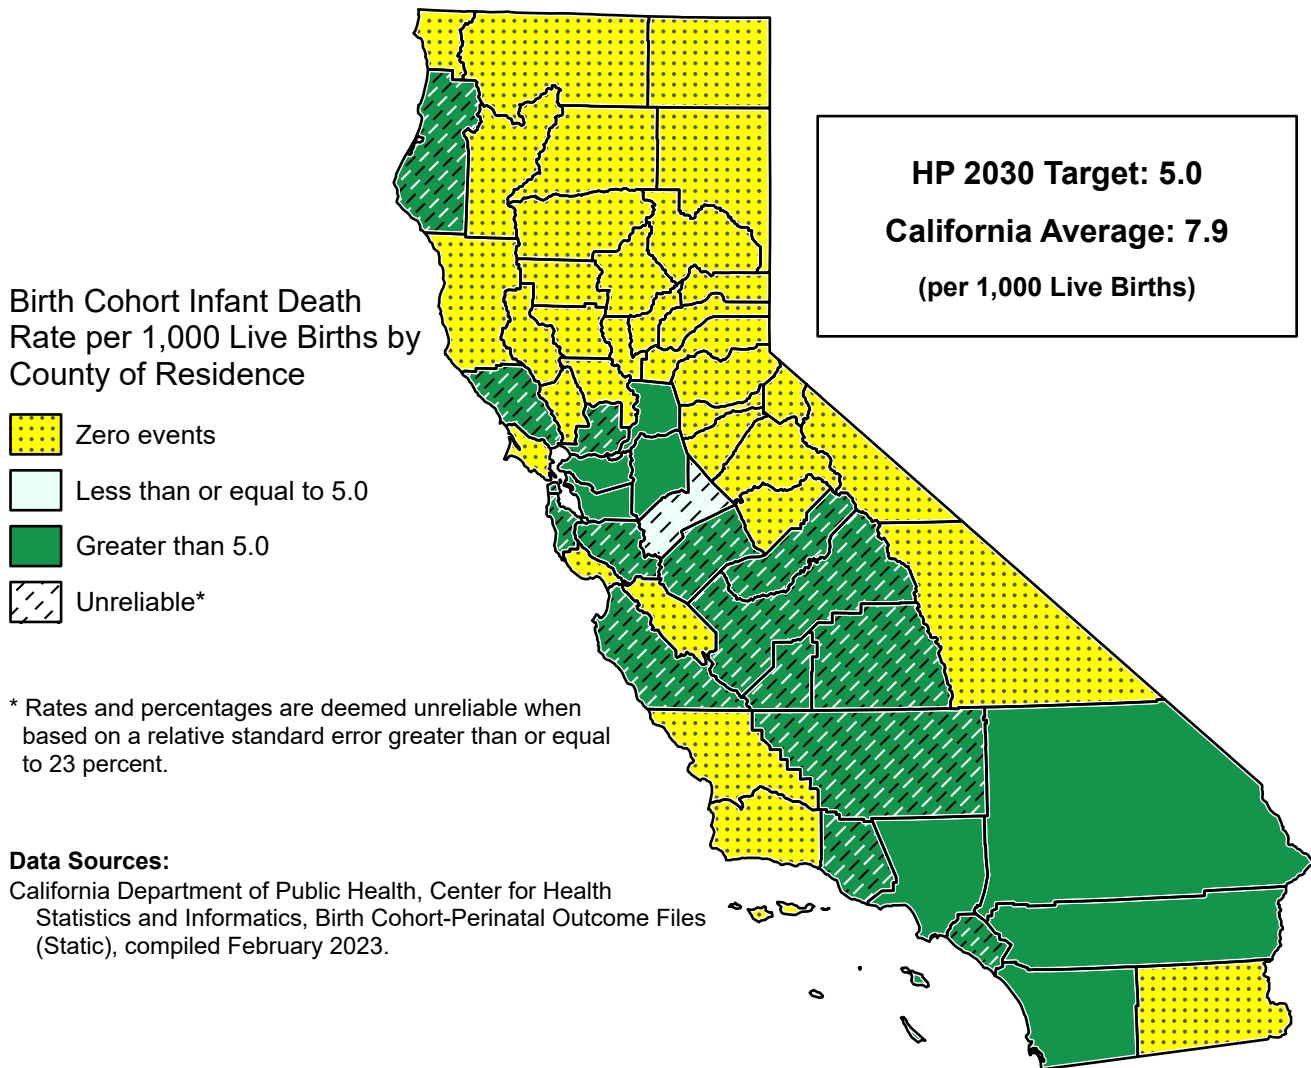 HP 2030 Target: 5.0
California Average: 7.9
(per 1,000 Live Births)
Birth Cohort Infant Death
Rate per 1,000 Live Births by
County of Residence
Zero events
Less than or equal to 5.0
Greater than 5.0
Unreliable*
* Rates and percentages are deemed unreliable when
based on a relative standard error greater than or equal
to 23 percent.
Data Sources:
California Department of Public Health, Center for Health
Statistics and Informatics, Birth Cohort-Perinatal Outcome Files
(Static), compiled February 2023.